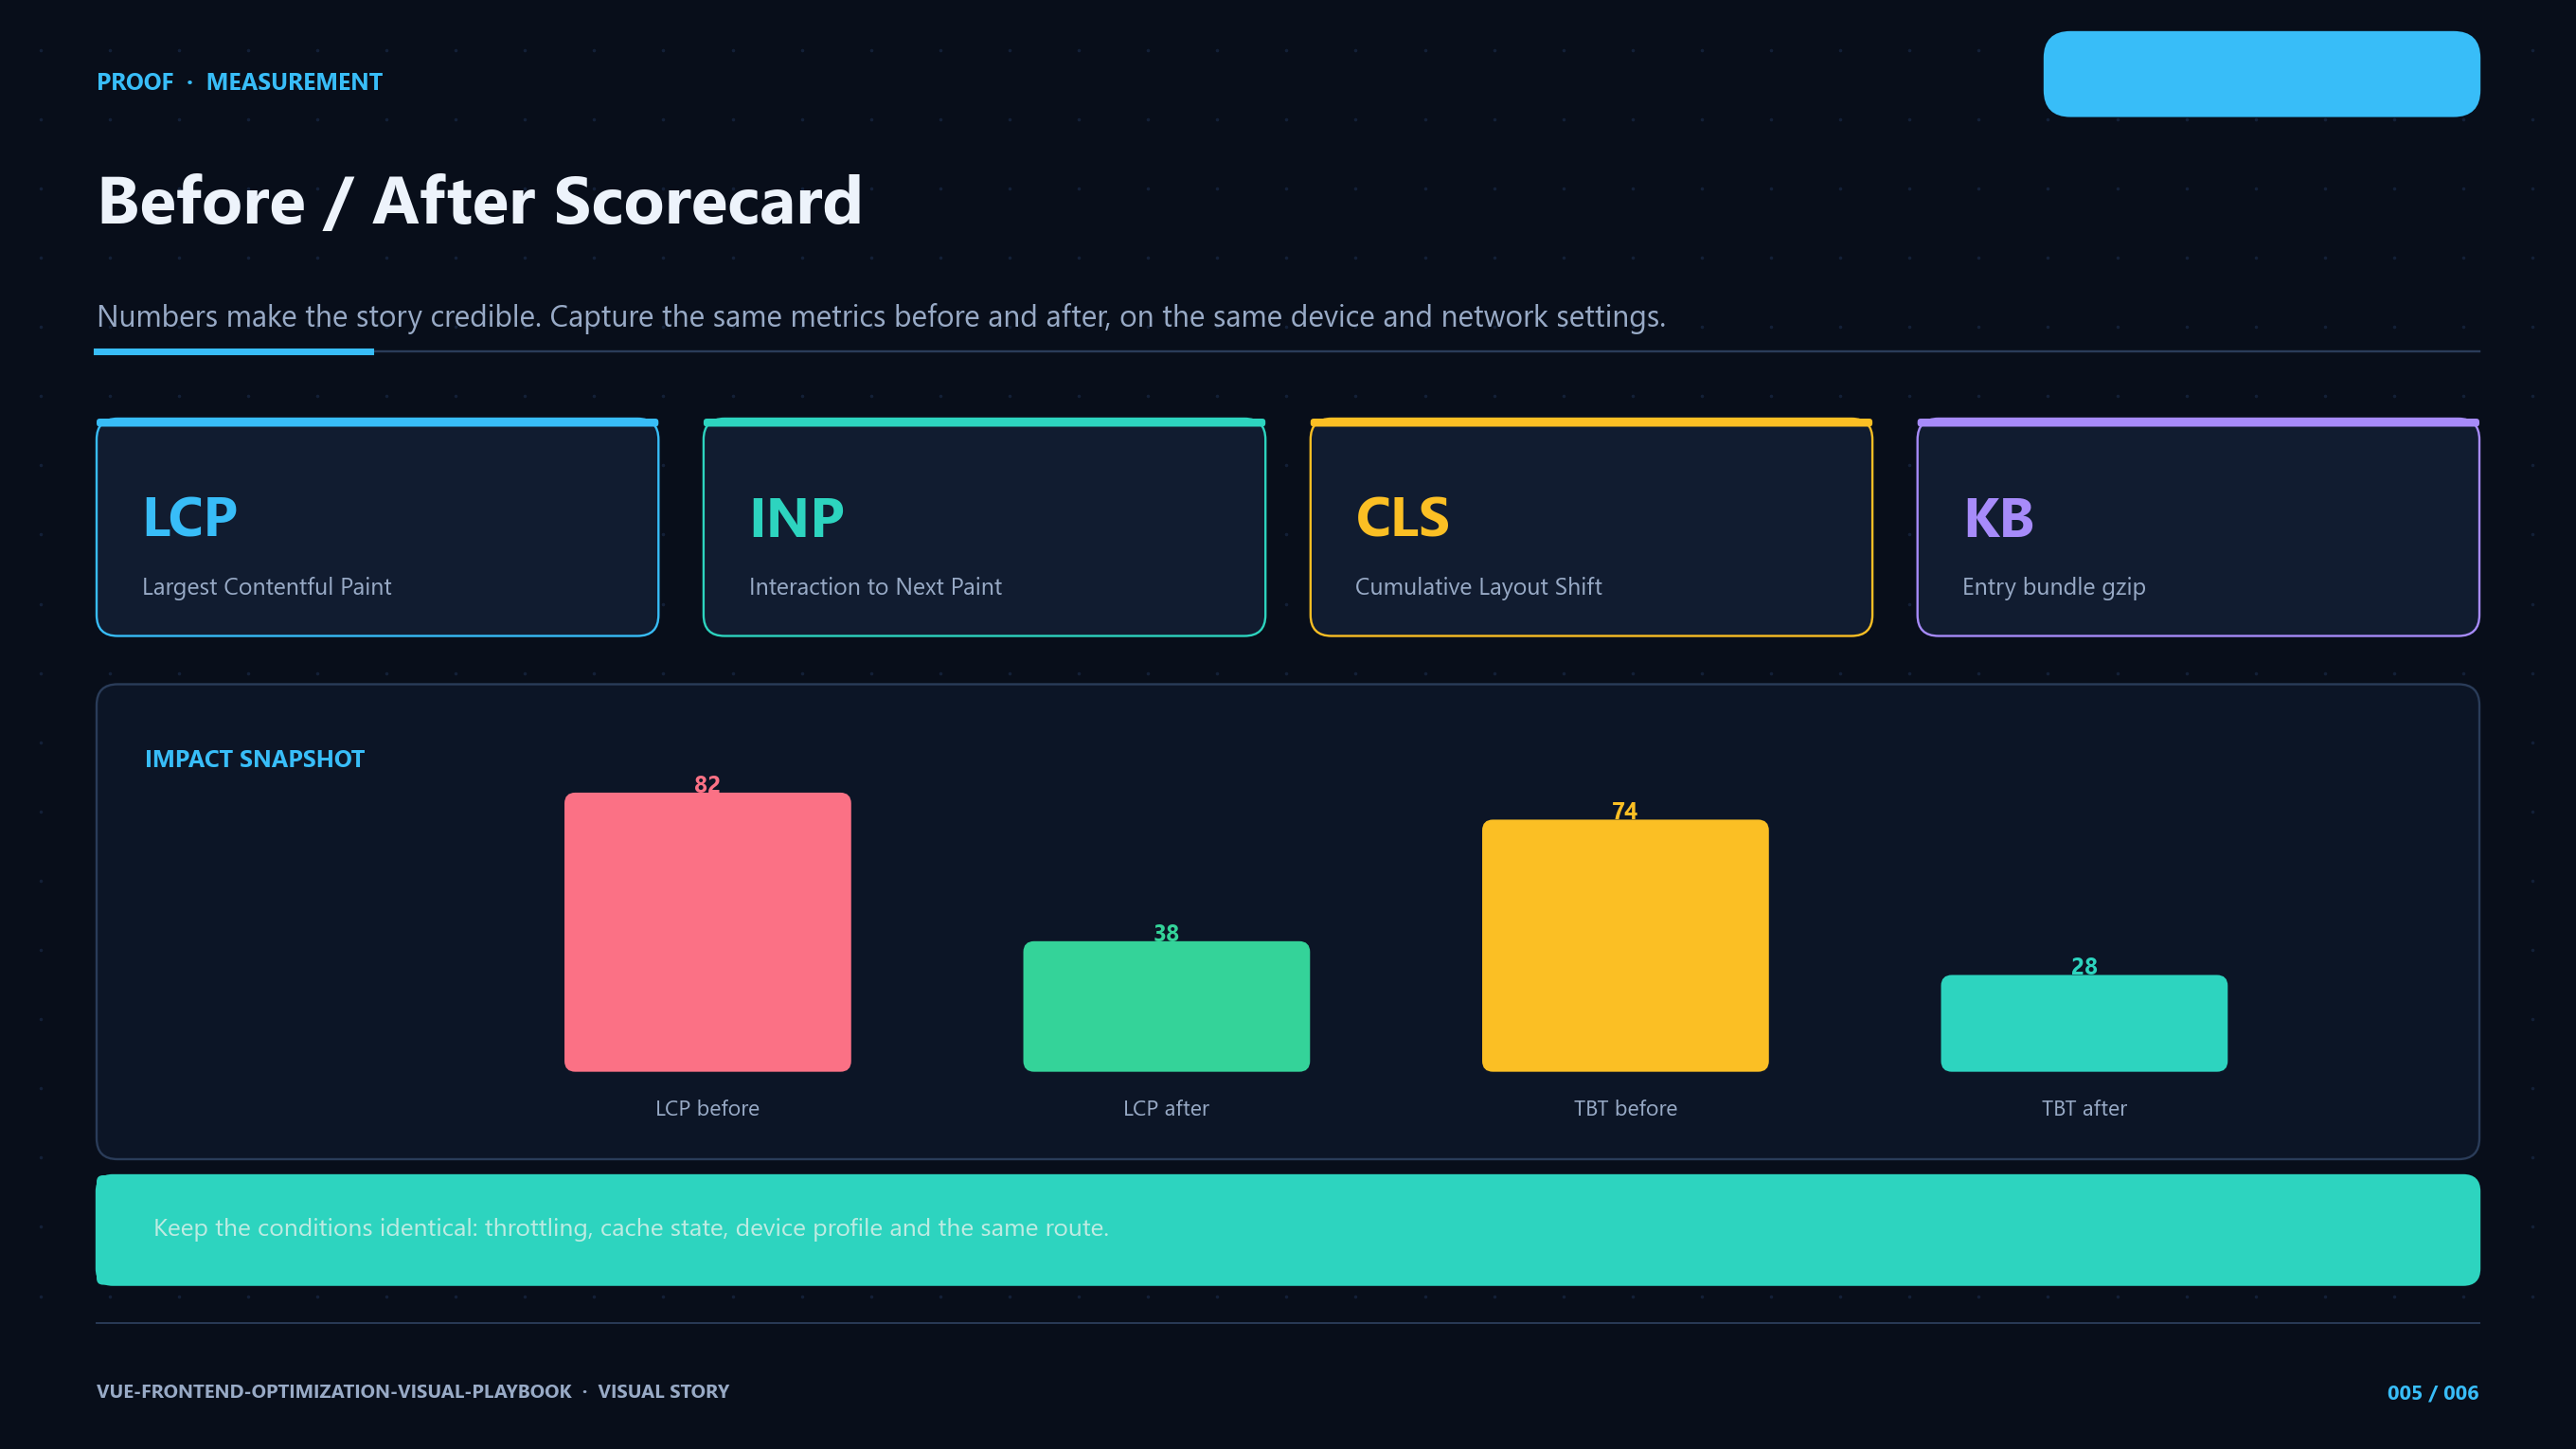 PROOF · MEASUREMENT
Before / After Scorecard
Numbers make the story credible. Capture the same metrics before and after, on the same device and network settings.
LCP
Largest Contentful Paint
INP
Interaction to Next Paint
CLS
Cumulative Layout Shift
KB
Entry bundle gzip
IMPACT SNAPSHOT
82
38
74
28
LCP before
LCP after
TBT before
TBT after
Keep the conditions identical: throttling, cache state, device profile and the same route.
VUE-FRONTEND-OPTIMIZATION-VISUAL-PLAYBOOK · VISUAL STORY
005 / 006